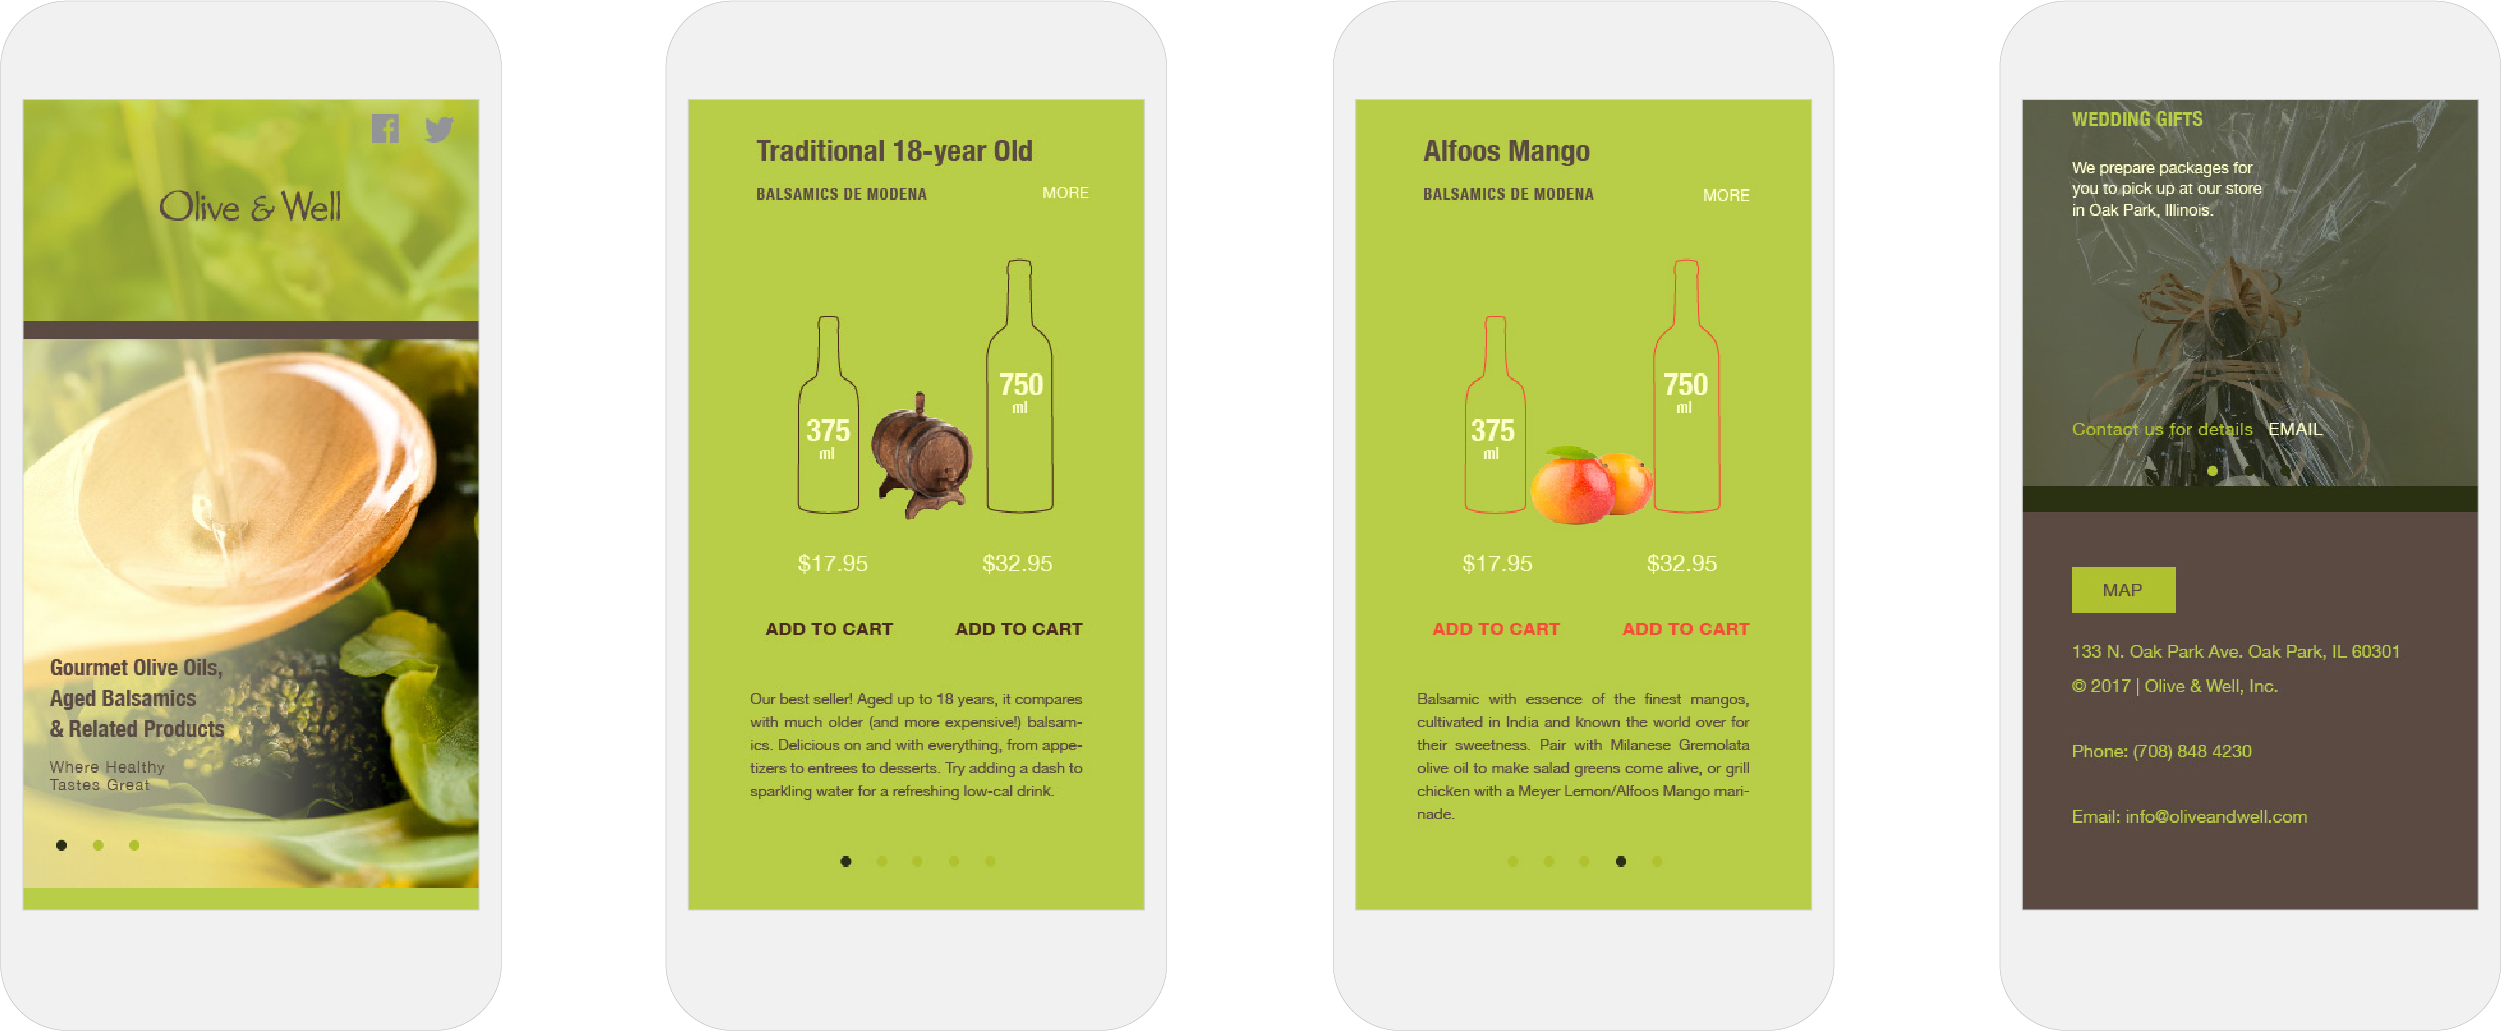 Olive & Well
Gourmet Olive Oils,
Aged Balsamics
& Related Products
Where Healthy
Tastes Great
Traditional 18-year Old
BALSAMICS DE MODENA MORE
750
ml
375
ml
$17.95 $32.95
ADD TO CART ADD TO CART
Our best seller! Aged up to 18 years, it compares
with much older (and more expensive!) balsam-
ics. Delicious on and with everything, from appe-
tizers to entrees to desserts. Try adding a dash to
sparkling water for a refreshing low-cal drink.
Alfoos Mango
BALSAMICS DE MODENA MORE
750
ml
375
ml
$17.95 $32.95
ADD TO CART ADD TO CART
Balsamic with essence of the finest mangos,
cultivated in India and known the world over for
their sweetness. Pair with Milanese Gremolata
olive oil to make salad greens come alive, or grill
chicken with a Meyer Lemon/Alfoos Mango mari-
nade.
WEDDING GIFTS
We prepare packages for
you to pick up at our store
in Oak Park, Illinois.
Contact us for details EMAIL
MAP
133 N. Oak Park Ave. Oak Park, IL 60301
© 2017 | Olive & Well, Inc.
Phone: (708) 848 4230
Email: info@oliveandwell.com